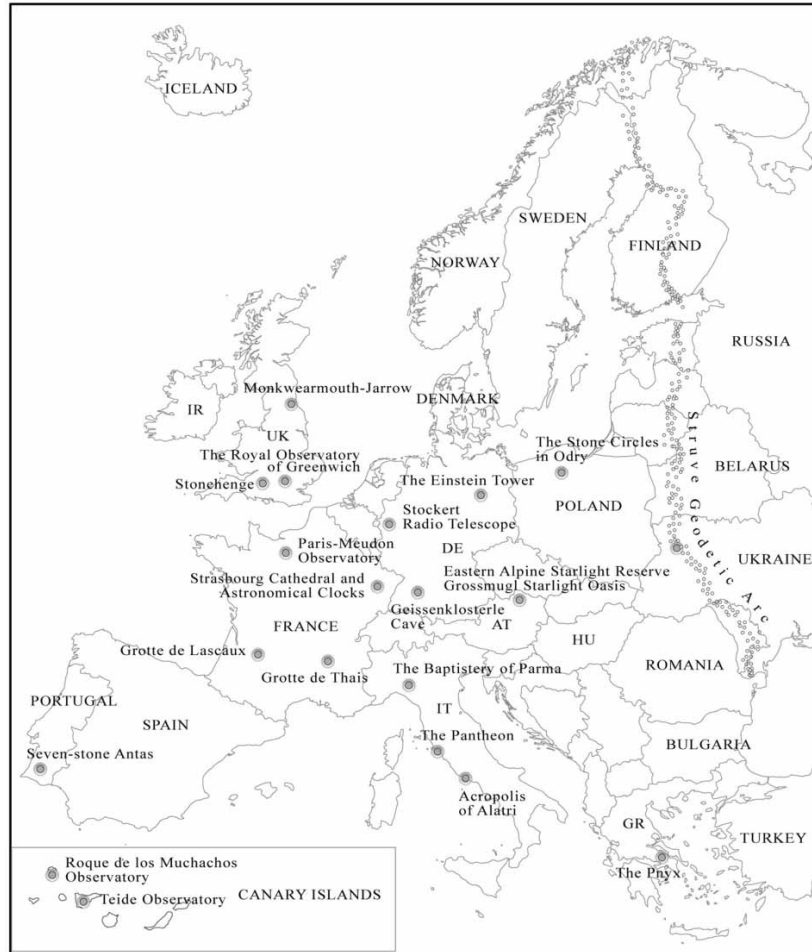 ICELAND
SWEDEN
FINLAND
NORWAY
RUSSIA
Monkwearmouth-Jarrow
DENMARK
IR
UK
The Royal Observatory
of Greenwich
Stonehenge
The Stone Circles
in Odry
Struve Geodetic Arc
BELARUS
The Einstein Tower
POLAND
Stockert
Radio Telescope
Paris-Meudon
Observatory
DE
UKRAINE
Strasbourg Cathedral and
Astronomical Clocks
Eastern Alpine Starlight Reserve
Grossmugl Starlight Oasis
Geissenklosterle
Cave
AT
FRANCE
HU
Grotte de Lascaux
Grotte de Thais
The Baptistery of Parma
ROMANIA
PORTUGAL
SPAIN
IT
The Pantheon
BULGARIA
Seven-stone Antas
Acropolis
of Alatri
GR
TURKEY
The Pnyx
Roque de los Muchachos
Observatory
Teide Observatory
CANARY ISLANDS